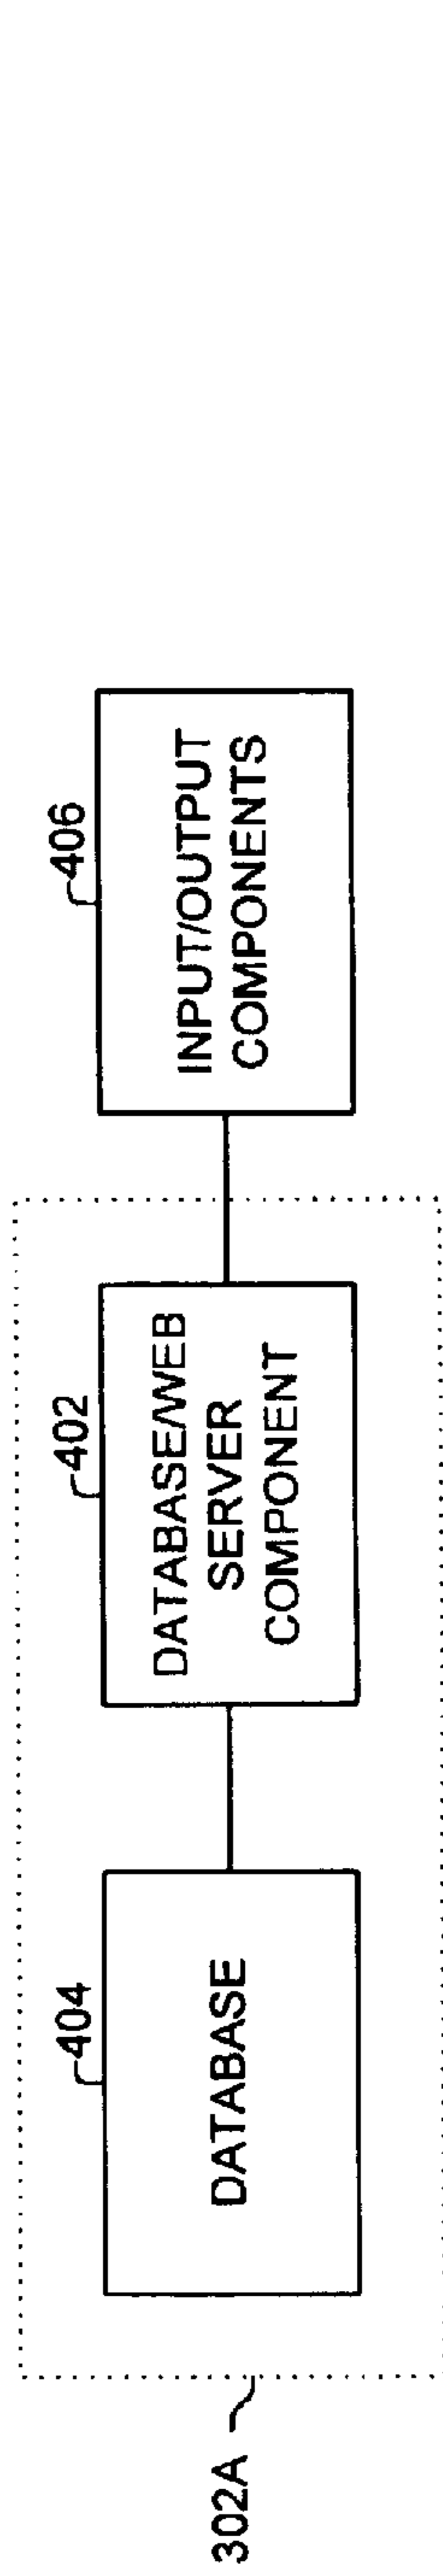 302A
404
DATABASE
402
DATABASE/WEB
SERVER
COMPONENT
406
INPUT/OUTPUT
COMPONENTS